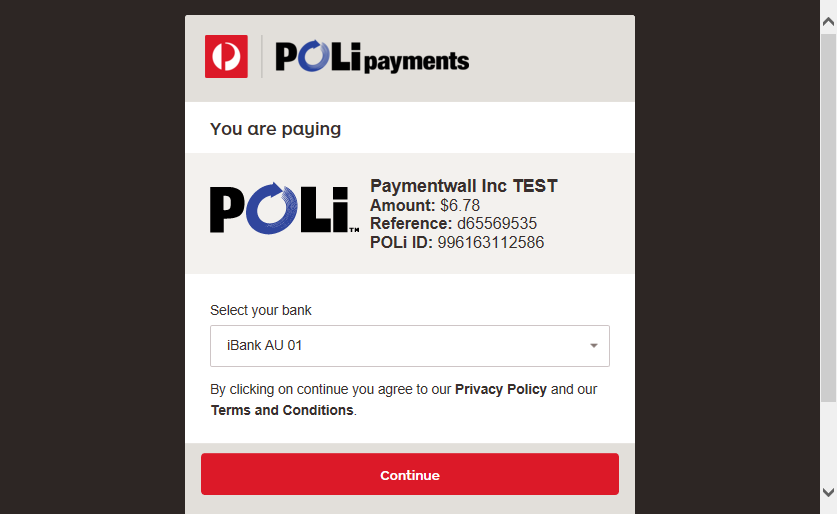 POLi payments
You are paying
POLi™
Paymentwall Inc TEST
Amount: $6.78
Reference: d65569535
POLi ID: 996163112586
Select your bank
iBank AU 01
By clicking on continue you agree to our Privacy Policy and our
Terms and Conditions.
Continue